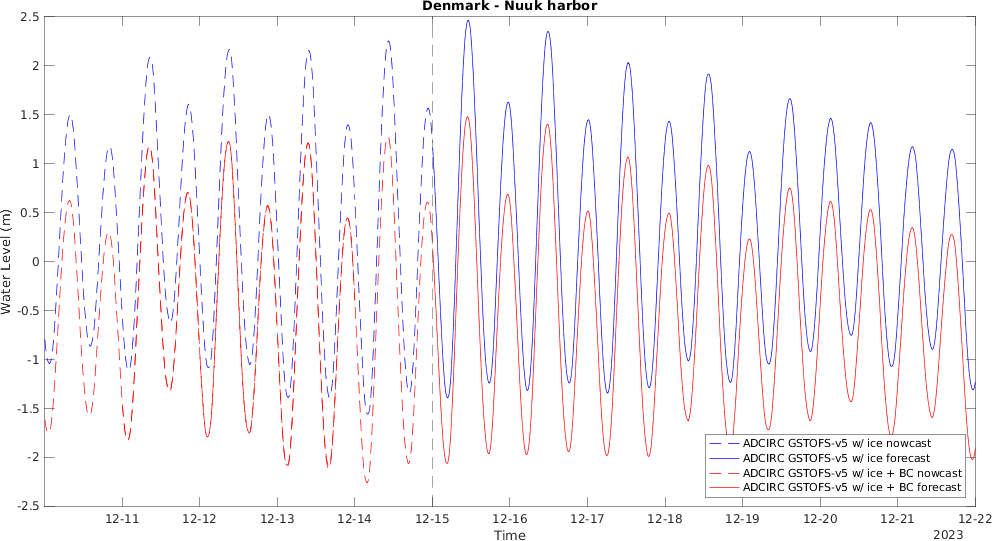 Denmark - Nuuk harbor
2.5
2
1.5
1
0.5
0
-0.5
-1
-1.5
-2
-2.5
Water Level (m)
ADCIRC GSTOFS-v5 w/ ice nowcast
ADCIRC GSTOFS-v5 w/ ice forecast
ADCIRC GSTOFS-v5 w/ ice + BC nowcast
ADCIRC GSTOFS-v5 w/ ice + BC forecast
12-11 12-12 12-13 12-14 12-15 12-16 12-17 12-18 12-19 12-20 12-21 12-22
Time
2023